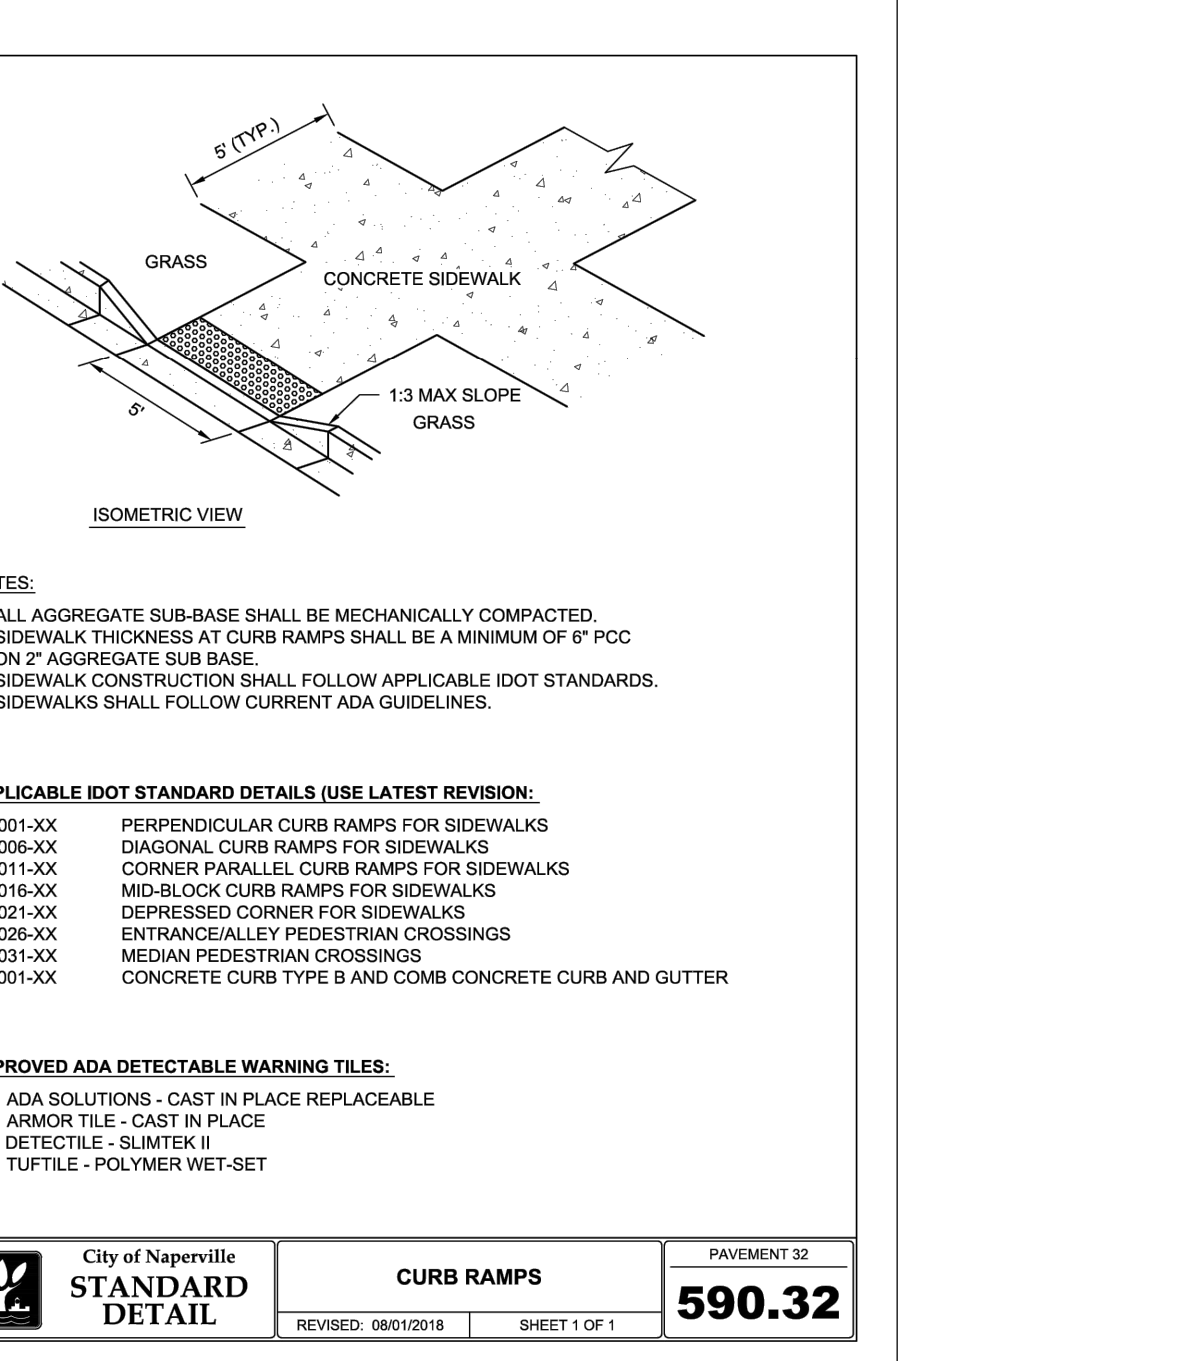 5' (TYP.)
GRASS
CONCRETE SIDEWALK
5'
1:3 MAX SLOPE
GRASS
ISOMETRIC VIEW
TES:
ALL AGGREGATE SUB-BASE SHALL BE MECHANICALLY COMPACTED.
SIDEWALK THICKNESS AT CURB RAMPS SHALL BE A MINIMUM OF 6" PCC
ON 2" AGGREGATE SUB BASE.
SIDEWALK CONSTRUCTION SHALL FOLLOW APPLICABLE IDOT STANDARDS.
SIDEWALKS SHALL FOLLOW CURRENT ADA GUIDELINES.
PLICABLE IDOT STANDARD DETAILS (USE LATEST REVISION:
001-XX PERPENDICULAR CURB RAMPS FOR SIDEWALKS
006-XX DIAGONAL CURB RAMPS FOR SIDEWALKS
011-XX CORNER PARALLEL CURB RAMPS FOR SIDEWALKS
016-XX MID-BLOCK CURB RAMPS FOR SIDEWALKS
021-XX DEPRESSED CORNER FOR SIDEWALKS
026-XX ENTRANCE/ALLEY PEDESTRIAN CROSSINGS
031-XX MEDIAN PEDESTRIAN CROSSINGS
001-XX CONCRETE CURB TYPE B AND COMB CONCRETE CURB AND GUTTER
PROVED ADA DETECTABLE WARNING TILES:
ADA SOLUTIONS - CAST IN PLACE REPLACEABLE
ARMOR TILE - CAST IN PLACE
DETECTILE - SLIMTEK II
TUFTILE - POLYMER WET-SET
City of Naperville
STANDARD
DETAIL
CURB RAMPS
REVISED: 08/01/2018
SHEET 1 OF 1
PAVEMENT 32
590.32